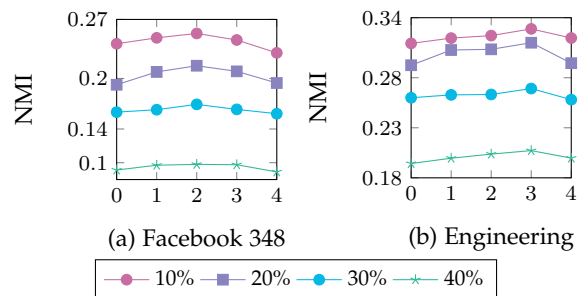 0.27 0.34
0.2 0.28
0.14 0.23
0.1 0.18
NMI NMI
0 1 2 3 4 0 1 2 3 4
(a) Facebook 348 (b) Engineering
10% 20% 30% 40%